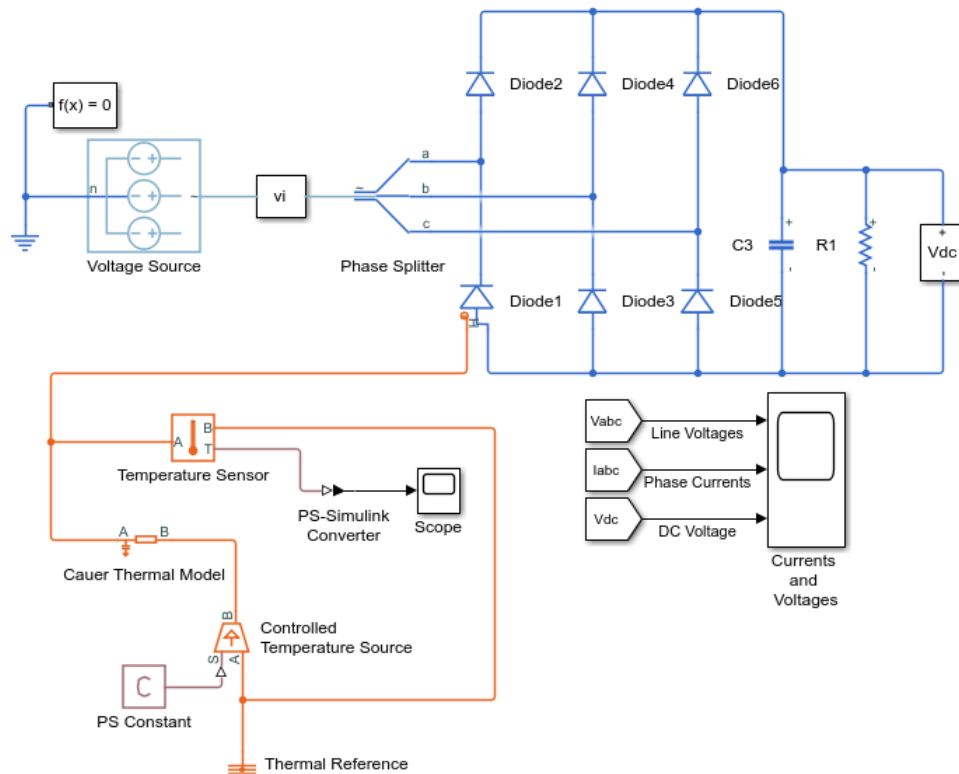 Diode2
Diode4
Diode6
f(x) = 0
a
n
~
vi
~
b
c
+
+
+
C3
R1
Vdc
-
-
-
Voltage Source
Phase Splitter
Diode1
Diode3
Diode5
H
B
A
T
Temperature Sensor
Vabc
Line Voltages
Iabc
Phase Currents
Vdc
DC Voltage
PS-Simulink
Converter
Scope
Currents
and
Voltages
A
B
Cauer Thermal Model
B
Controlled
Temperature Source
S
A
C
PS Constant
Thermal Reference